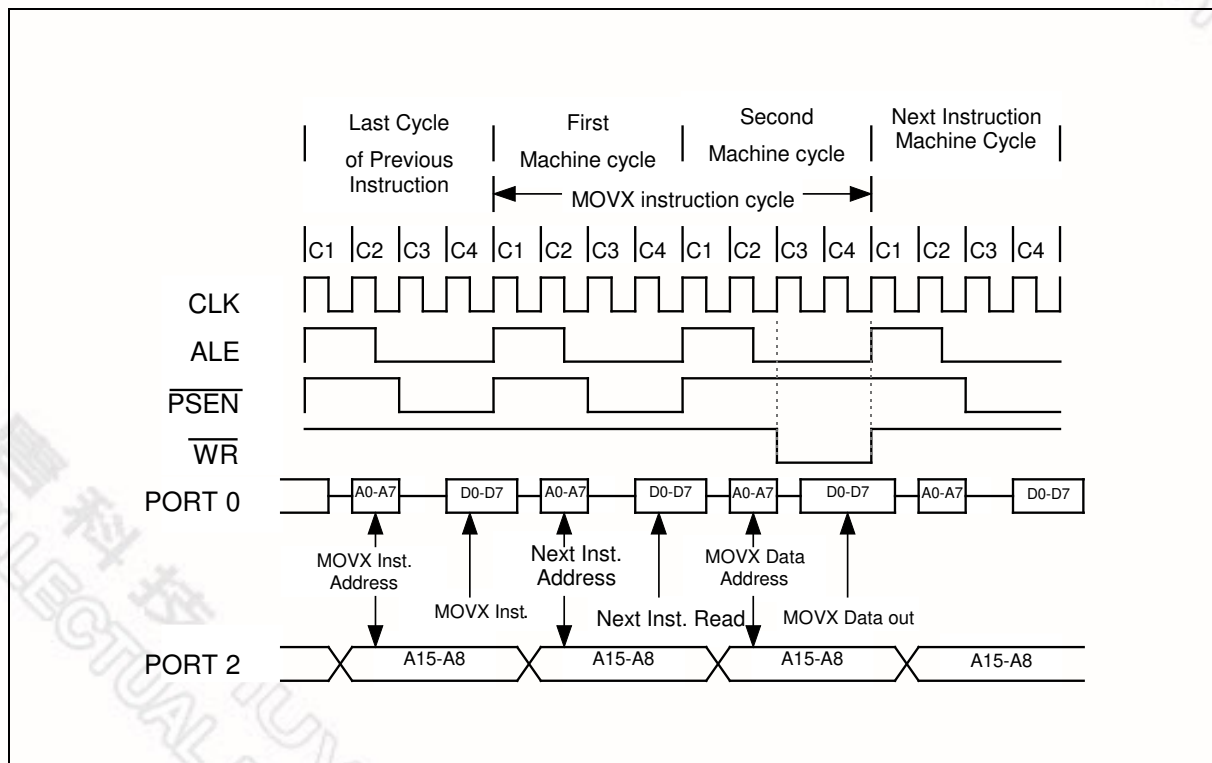 Last Cycle
of Previous
Instruction
First
Machine cycle
Second
Machine cycle
Next Instruction
Machine Cycle
MOVX instruction cycle
C1 C2 C3 C4 C1 C2 C3 C4 C1 C2 C3 C4 C1 C2 C3 C4
CLK
ALE
PSEN
WR
PORT 0
A0-A7 D0-D7 A0-A7 D0-D7 A0-A7 D0-D7 A0-A7 D0-D7
MOVX Inst.
Address
MOVX Inst.
Next Inst.
Address
Next Inst. Read
MOVX Data
Address
MOVX Data out
PORT 2
A15-A8 A15-A8 A15-A8 A15-A8
科技